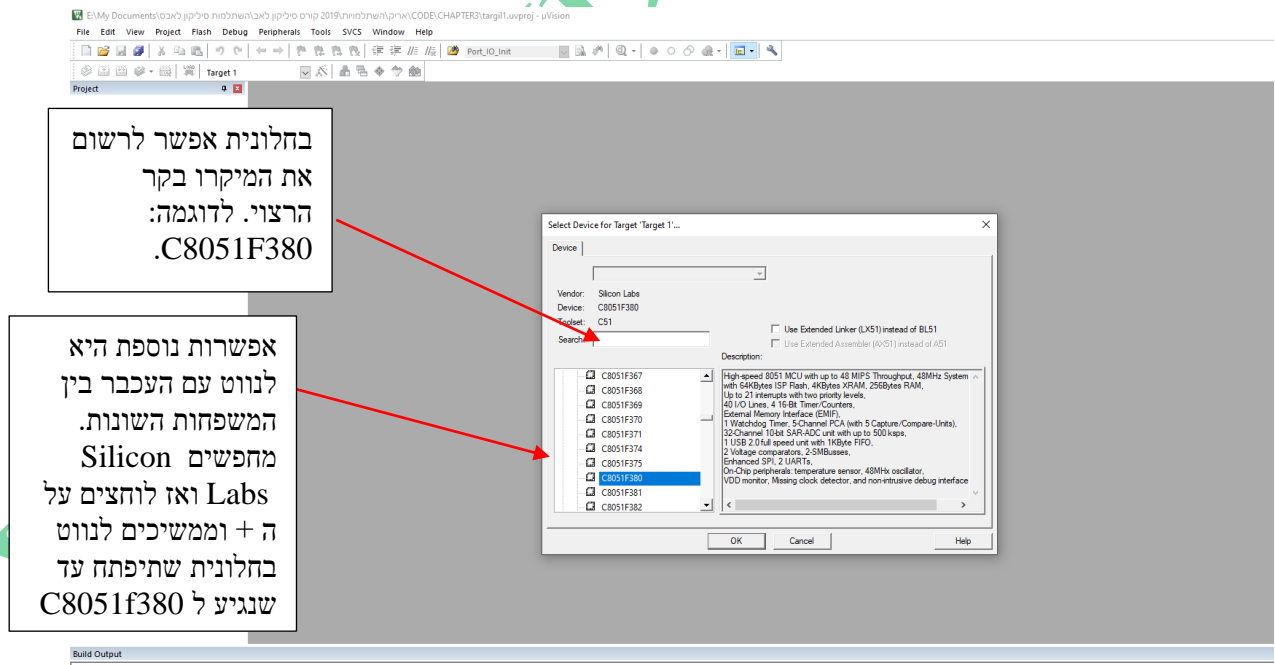 E:\My Documents\אריק\השתלמויות\2019 קורס סיליקון לאב\השתלמות סיליקון לאבס\CODE\CHAPTER3\targil1.uvproj - µVision
File Edit View Project Flash Debug Peripherals Tools SVCS Window Help
Port_IO_Init
LOAD Target 1
Project
בחלונית אפשר לרשום
את המיקרו בקר
הרצוי. לדוגמה:
C8051F380.
אפשרות נוספת היא
לנווט עם העכבר בין
המשפחות השונות.
מחפשים Silicon
Labs ואז לוחצים על
ה + וממשיכים לנווט
בחלונית שתיפתח עד
שנגיע ל C8051f380
Select Device for Target 'Target 1'...
Device
Vendor: Silicon Labs
Device: C8051F380
Toolset: C51
Search:
Use Extended Linker (LX51) instead of BL51
Use Extended Assembler (AX51) instead of A51
Description:
C8051F367
C8051F368
C8051F369
C8051F370
C8051F371
C8051F374
C8051F375
C8051F380
C8051F381
C8051F382
High-speed 8051 MCU with up to 48 MIPS Throughput, 48MHz System
with 64KBytes ISP Flash, 4KBytes XRAM, 256Bytes RAM,
Up to 21 interrupts with two priority levels,
40 I/O Lines, 4 16-Bit Timer/Counters,
External Memory Interface (EMIF),
1 Watchdog Timer, 5-Channel PCA (with 5 Capture/Compare-Units),
32-Channel 10-bit SAR-ADC unit with up to 500 ksps,
1 USB 2.0 full speed unit with 1KByte FIFO,
2 Voltage comparators, 2-SMBusses,
Enhanced SPI, 2 UARTs,
On-Chip peripherals: temperature sensor, 48MHx oscillator,
VDD monitor, Missing clock detector, and non-intrusive debug interface
OK Cancel Help
Build Output